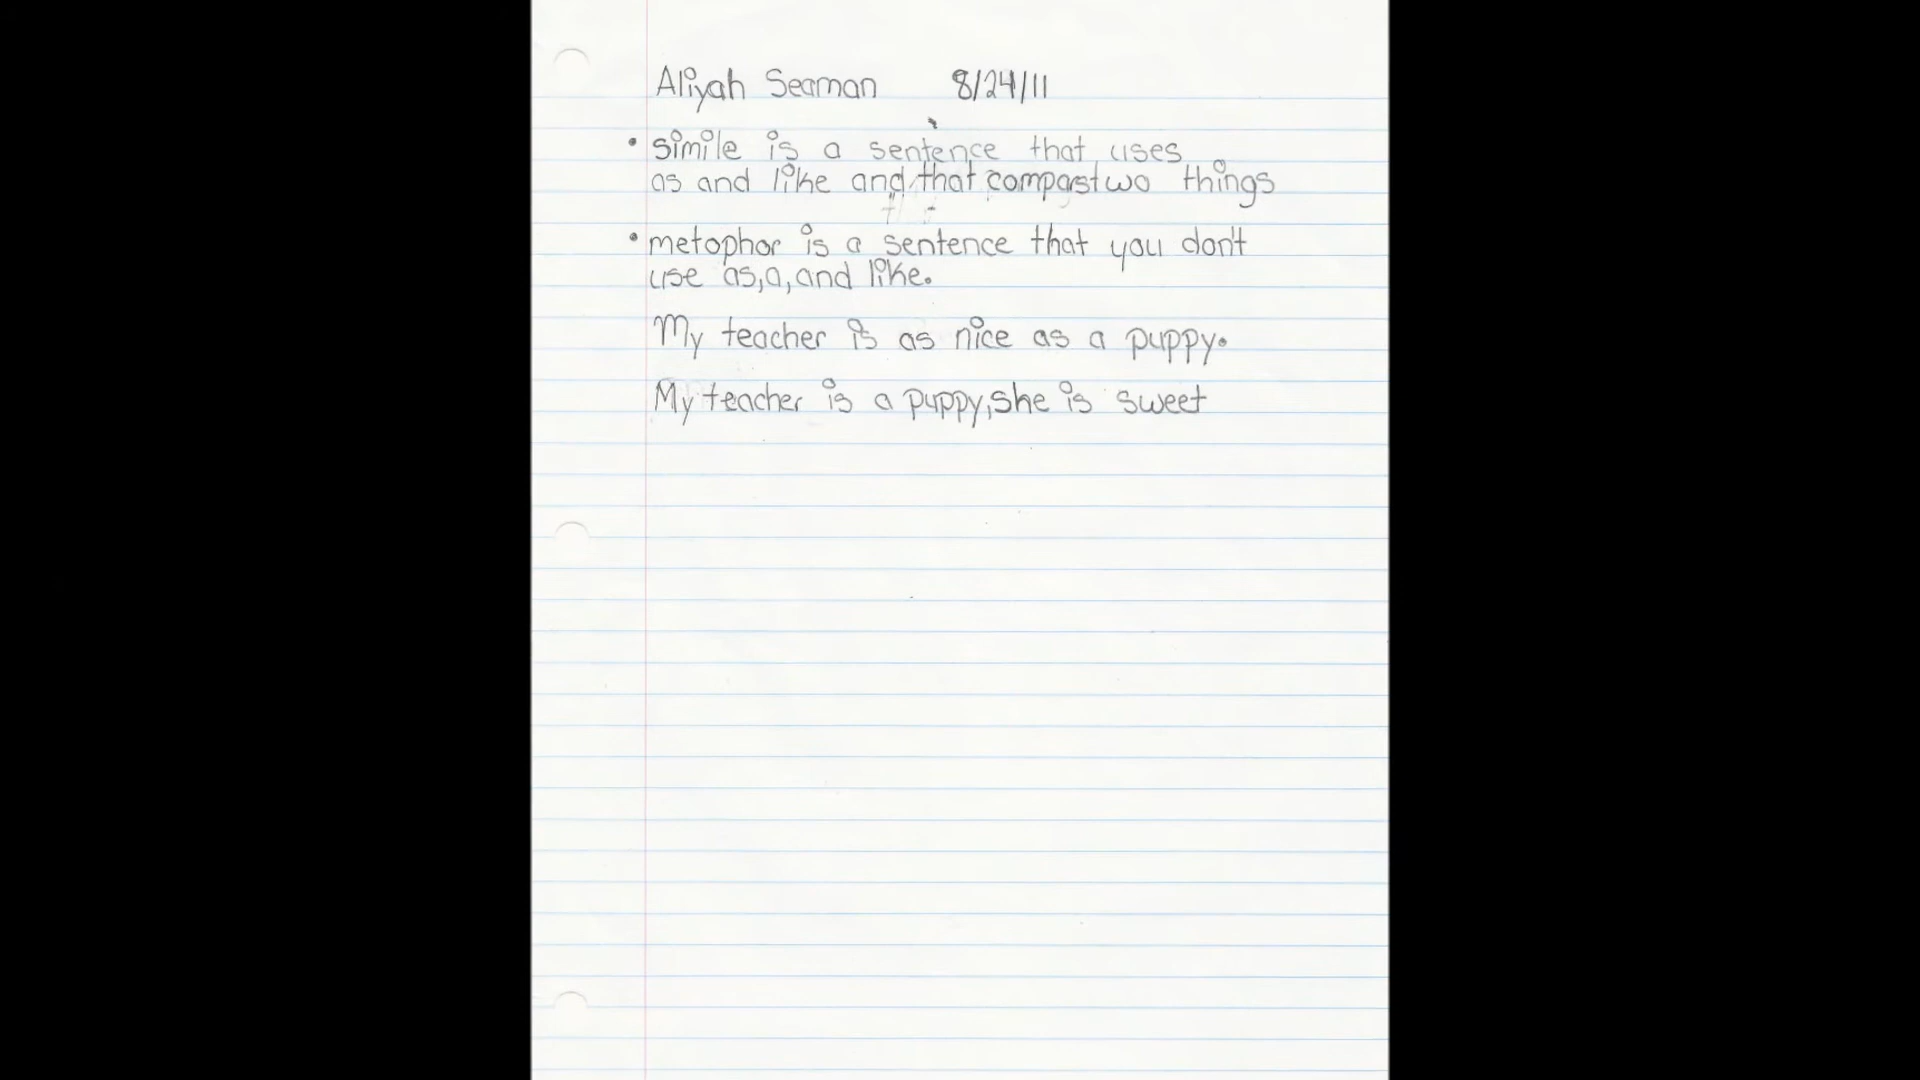 Aliyah Seaman 8/24/11
• simile is a sentence that uses
as and like and that compars two things
• metophor is a sentence that you don't
use as, a, and like.
My teacher is as nice as a puppy.
My teacher is a puppy, she is sweet